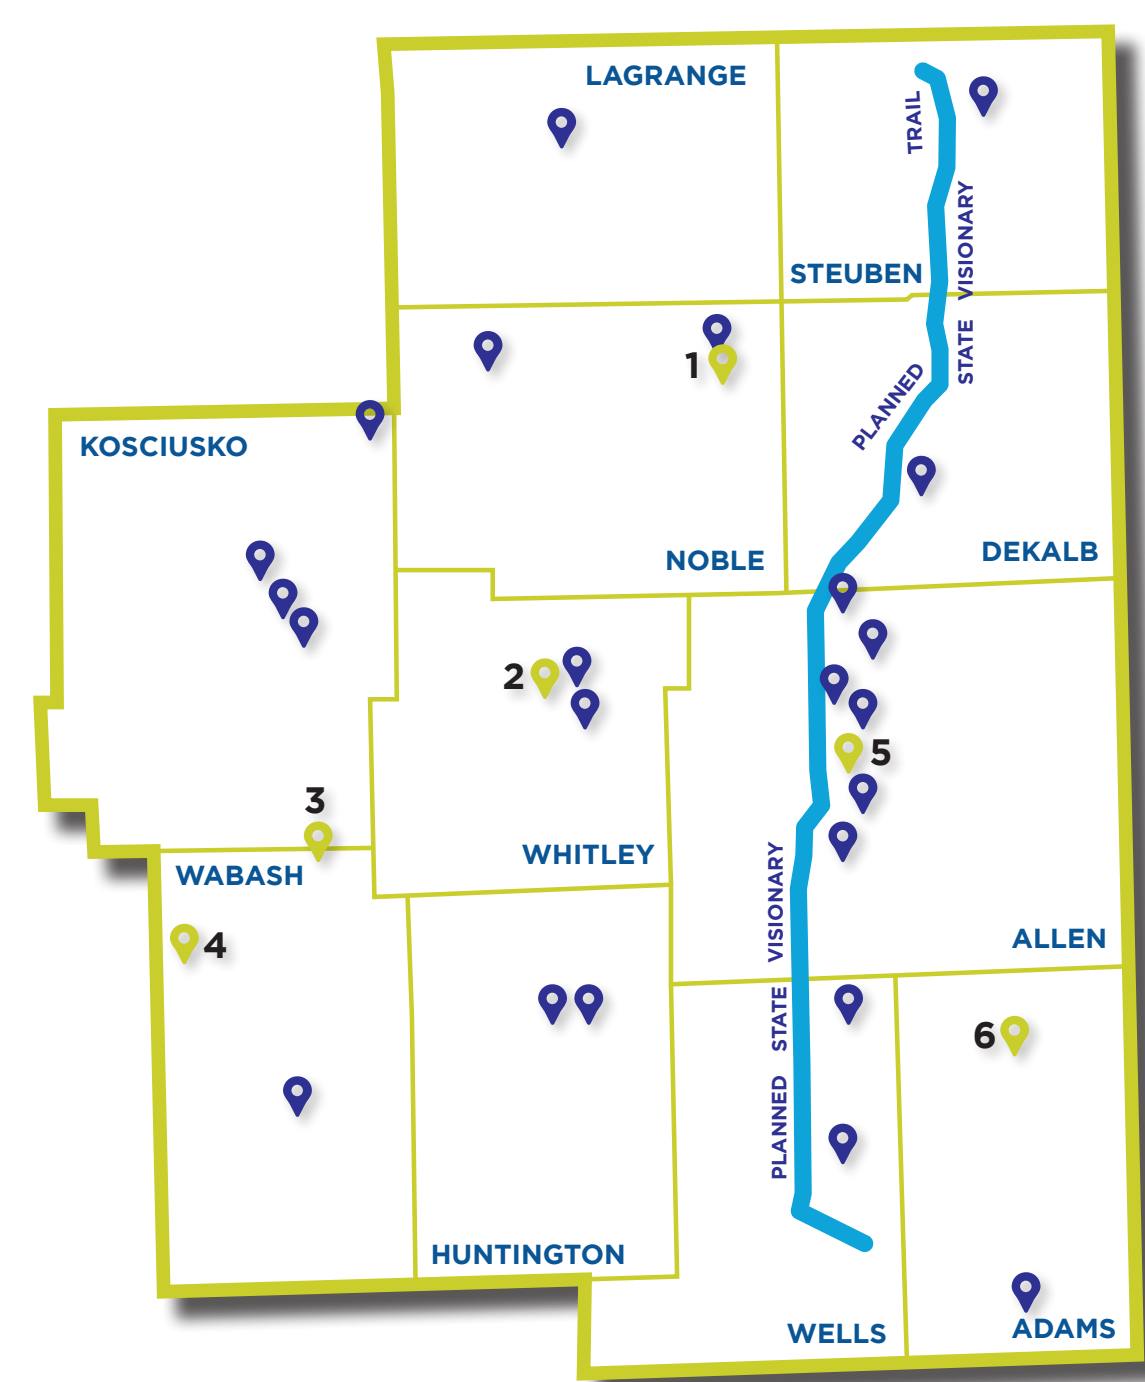 LAGRANGE
TRAIL
STATE VISIONARY
STEUBEN
1
PLANNED
KOSCIUSKO
NOBLE
DEKALB
2
5
3
WHITLEY
WABASH
4
ALLEN
PLANNED STATE VISIONARY
6
HUNTINGTON
WELLS
ADAMS